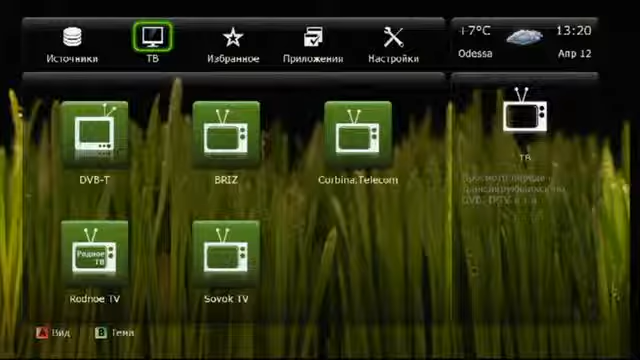 +7°C
13:20
Источники
ТВ
Избранное
Приложения
Настройки
Odessa
Апр 12
DVB-T
BRIZ
Corbina.Telecom
ТВ
Родное
ТВ
Rodnoe TV
Sovok TV
A Вид
B Тема